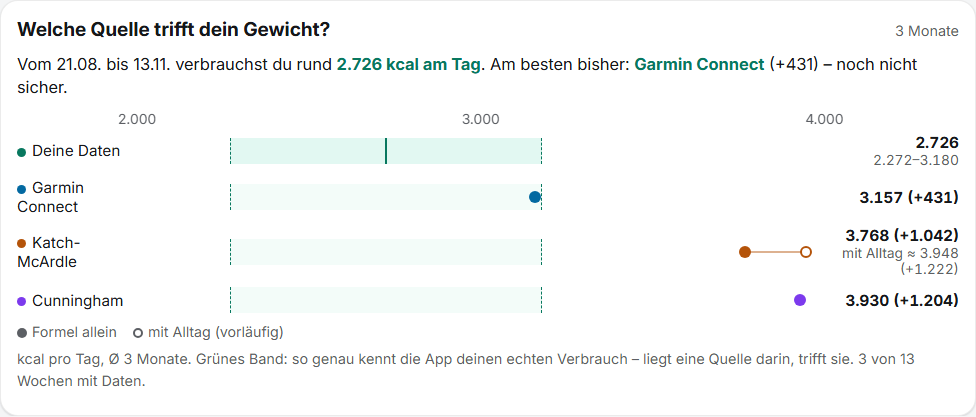 Welche Quelle trifft dein Gewicht?
3 Monate
Vom 21.08. bis 13.11. verbrauchst du rund 2.726 kcal am Tag. Am besten bisher: Garmin Connect (+431) – noch nicht
sicher.
2.000 3.000 4.000
Deine Daten
2.726
2.272–3.180
Garmin
Connect
3.157 (+431)
Katch-
McArdle
3.768 (+1.042)
mit Alltag ≈ 3.948
(+1.222)
Cunningham
3.930 (+1.204)
Formel allein mit Alltag (vorläufig)
kcal pro Tag, Ø 3 Monate. Grünes Band: so genau kennt die App deinen echten Verbrauch – liegt eine Quelle darin, trifft sie. 3 von 13
Wochen mit Daten.